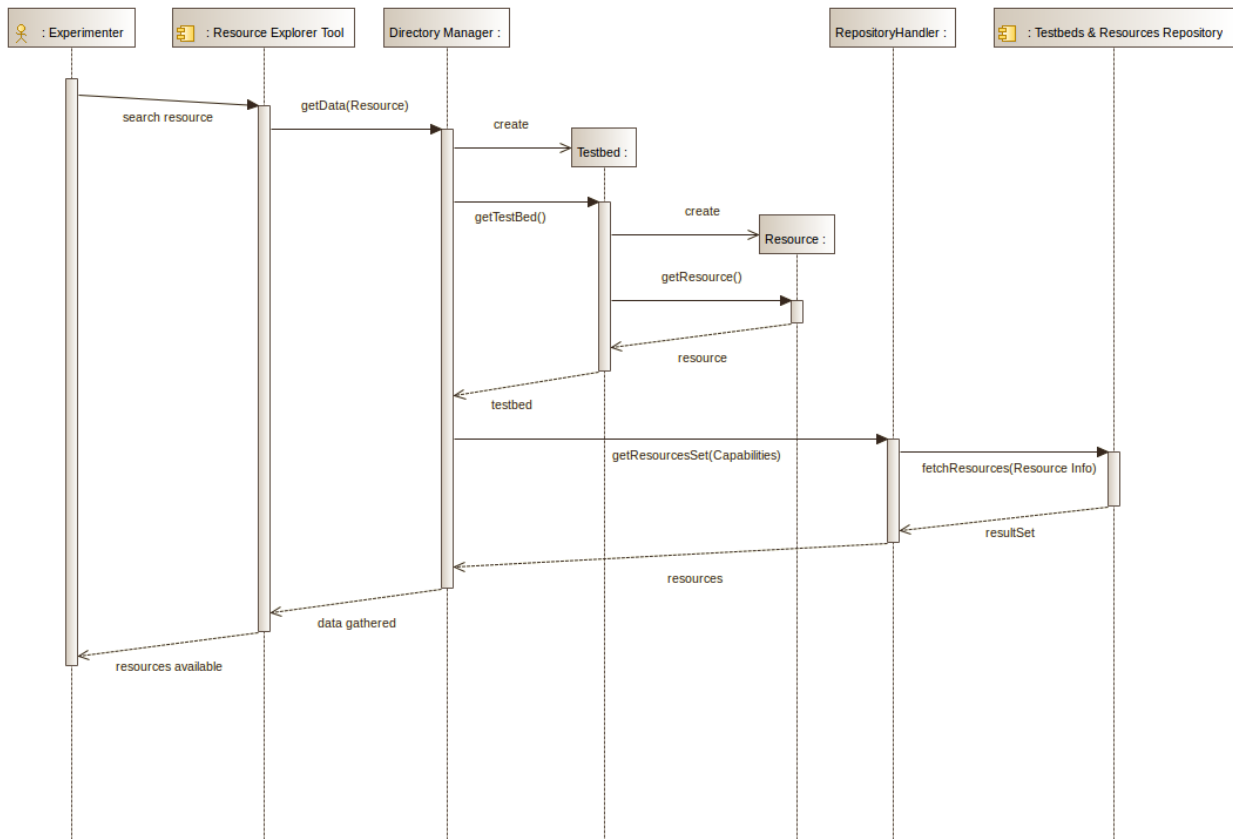 : Experimenter
: Resource Explorer Tool
Directory Manager :
RepositoryHandler :
: Testbeds & Resources Repository
search resource
getData(Resource)
create
Testbed :
getTestBed()
create
Resource :
getResource()
resource
testbed
getResourcesSet(Capabilities)
fetchResources(Resource Info)
resultSet
resources
data gathered
resources available